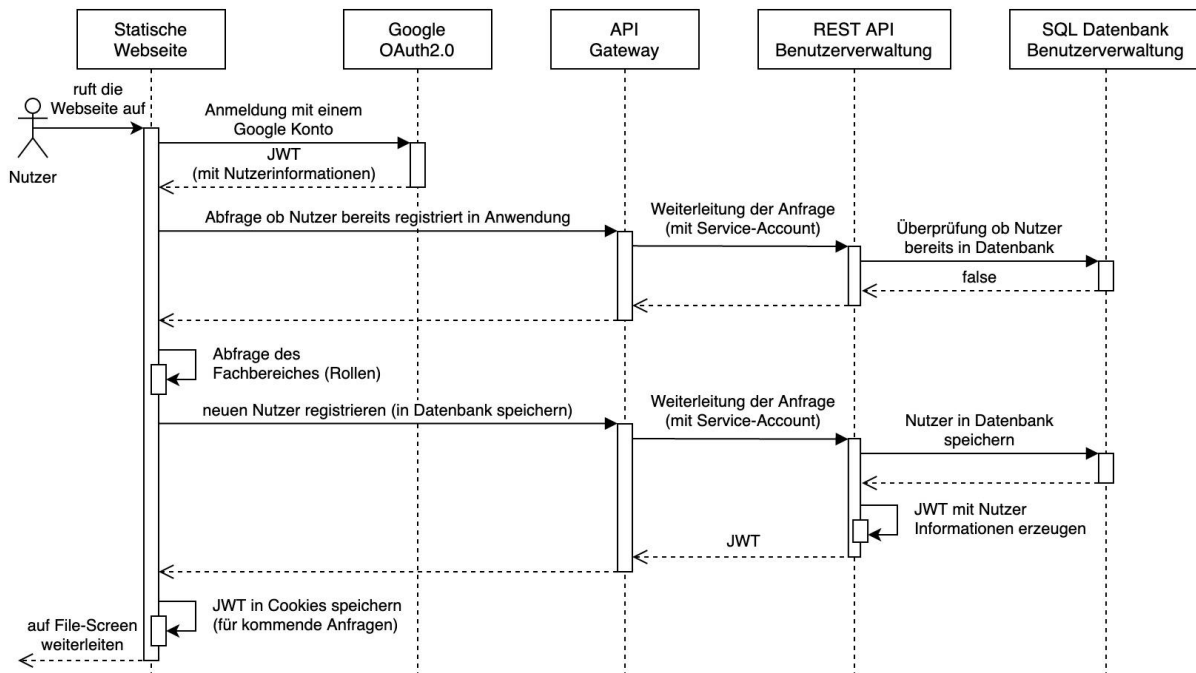 Statische
Webseite
Google
OAuth2.0
API
Gateway
REST API
Benutzerverwaltung
SQL Datenbank
Benutzerverwaltung
ruft die
Webseite auf
Nutzer
Anmeldung mit einem
Google Konto
JWT
(mit Nutzerinformationen)
Abfrage ob Nutzer bereits registriert in Anwendung
Weiterleitung der Anfrage
(mit Service-Account)
Überprüfung ob Nutzer
bereits in Datenbank
false
Abfrage des
Fachbereiches (Rollen)
neuen Nutzer registrieren (in Datenbank speichern)
Weiterleitung der Anfrage
(mit Service-Account)
Nutzer in Datenbank
speichern
JWT mit Nutzer
Informationen erzeugen
JWT
JWT in Cookies speichern
(für kommende Anfragen)
auf File-Screen
weiterleiten